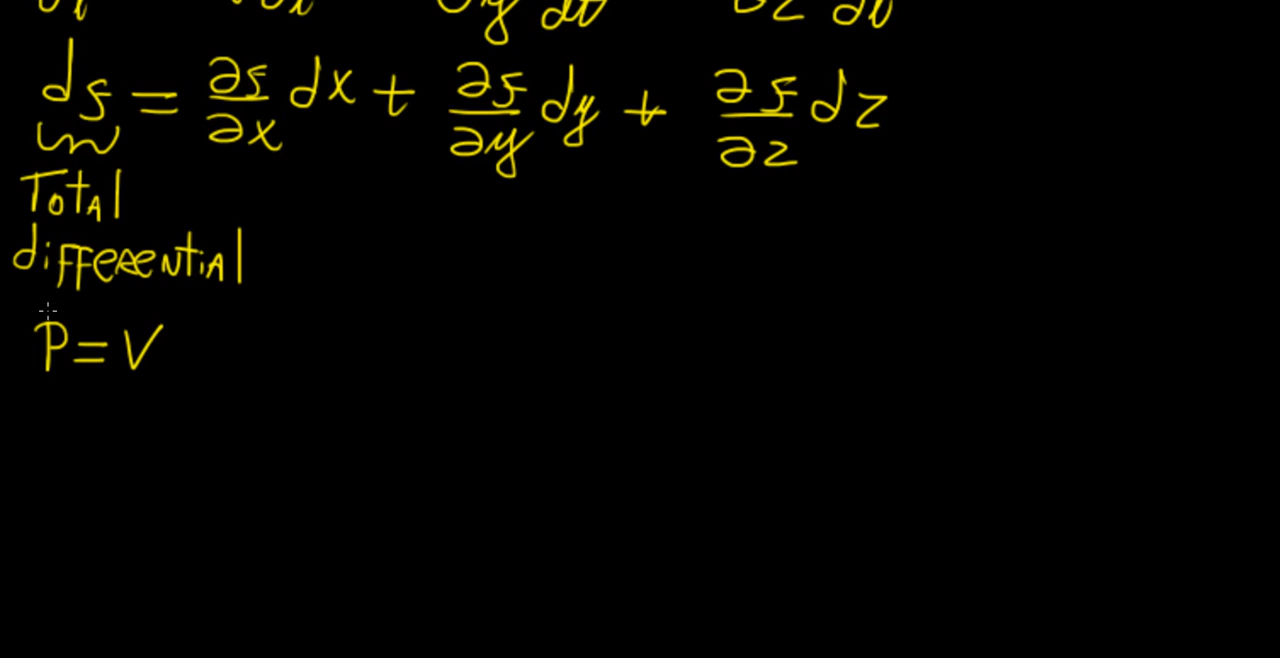 df = ∂f/∂x dx + ∂f/∂y dy + ∂f/∂z dz
Total
differential
P = V